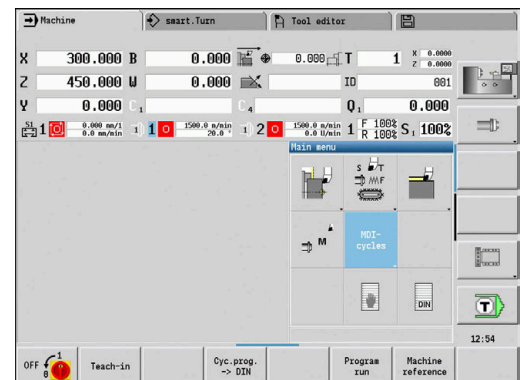 Machine smart.Turn Tool editor
X 300.000 B 0.000 0.000 T 1 X 0.0000
Z 0.0000
Z 450.000 W 0.000 ID 001
Y 0.000 C1 C4 Q1 0.000
S1 1 0.000 mm/1 1) 1 1500.0 m/min 1) 2 1500.0 m/min 1 F 100% S1 100%
0.0 mm/min 20.0 ° 0.0 U/min R 100%
Main menu
S T
M/F
M MDI-
cycles
DIN
T
12:54
OFF 1 Teach-in Cyc.prog. Program Machine
0 -> DIN run reference